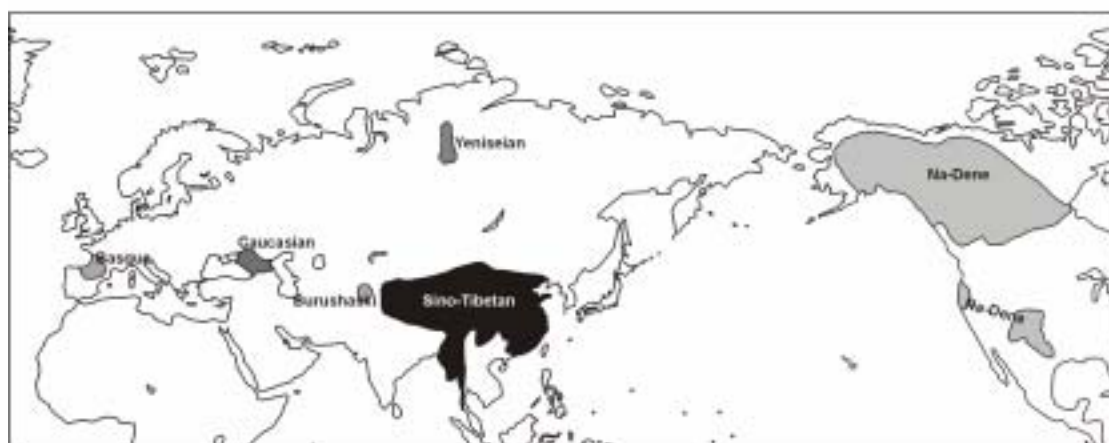 Yeniseian
Na-Dene
Caucasian
Basque
Burushaski
Sino-Tibetan
Na-Dene